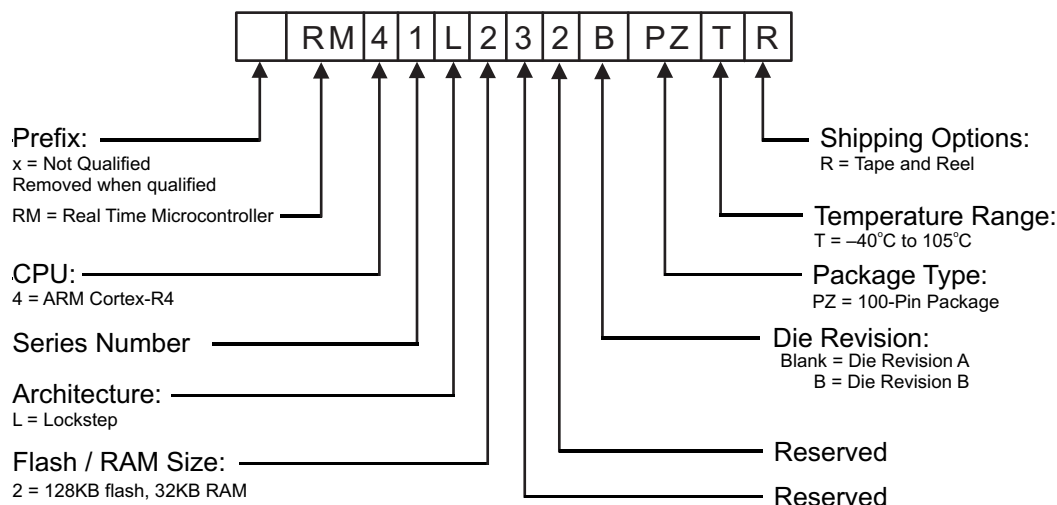 RM 4 1 L 2 3 2 B PZ T R
Prefix:
x = Not Qualified
Removed when qualified
RM = Real Time Microcontroller
CPU:
4 = ARM Cortex-R4
Series Number
Architecture:
L = Lockstep
Flash / RAM Size:
2 = 128KB flash, 32KB RAM
Shipping Options:
R = Tape and Reel
Temperature Range:
T = –40°C to 105°C
Package Type:
PZ = 100-Pin Package
Die Revision:
Blank = Die Revision A
B = Die Revision B
Reserved
Reserved